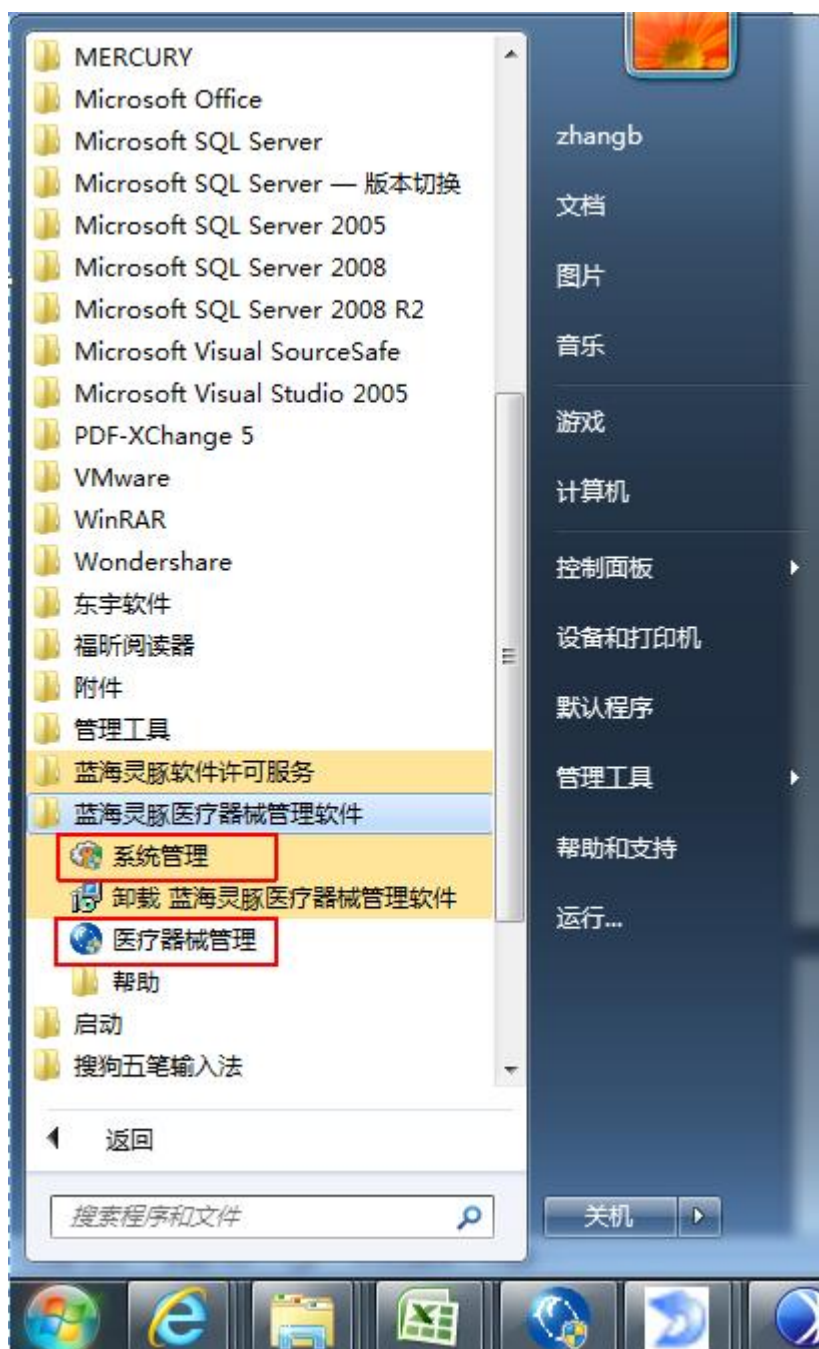 MERCURY
Microsoft Office
Microsoft SQL Server
Microsoft SQL Server — 版本切换
Microsoft SQL Server 2005
Microsoft SQL Server 2008
Microsoft SQL Server 2008 R2
Microsoft Visual SourceSafe
Microsoft Visual Studio 2005
PDF-XChange 5
VMware
WinRAR
Wondershare
东宇软件
福昕阅读器
附件
管理工具
蓝海灵豚软件许可服务
蓝海灵豚医疗器械管理软件
系统管理
卸载 蓝海灵豚医疗器械管理软件
医疗器械管理
帮助
启动
搜狗五笔输入法
返回
搜索程序和文件
zhangb
文档
图片
音乐
游戏
计算机
控制面板
设备和打印机
默认程序
管理工具
帮助和支持
运行...
关机